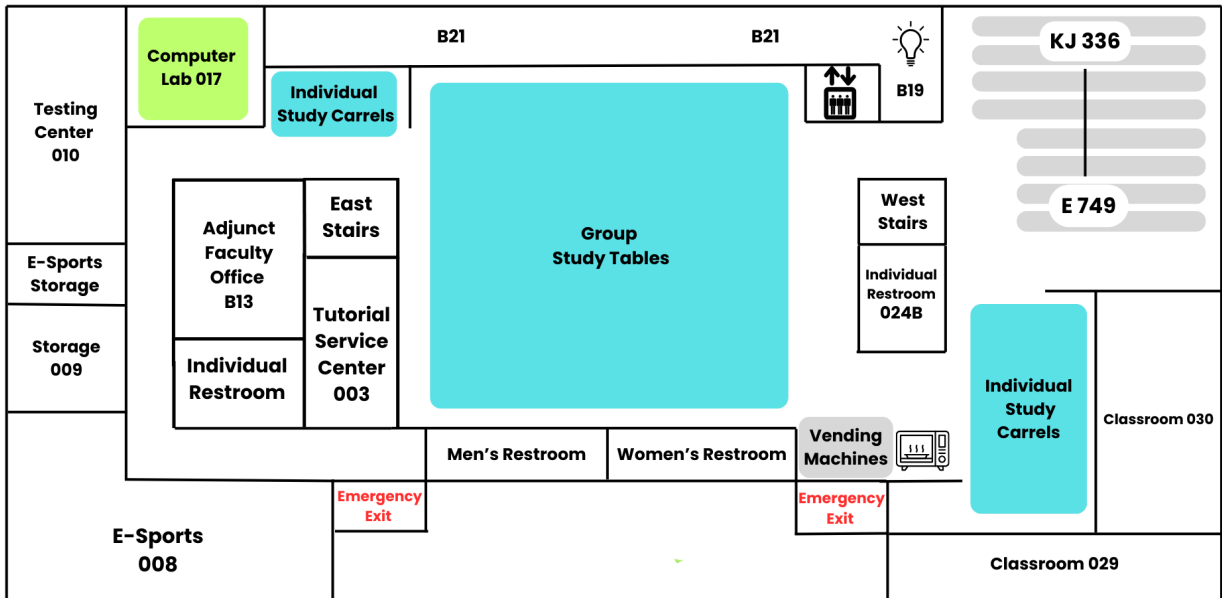 B21
B21
Computer
Lab 017
KJ 336
Individual
Study Carrels
B19
Testing
Center
010
East
Stairs
West
Stairs
E 749
Adjunct
Faculty
Office
B13
Group
Study Tables
E-Sports
Storage
Individual
Restroom
024B
Tutorial
Service
Center
003
Storage
009
Individual
Restroom
Individual
Study
Carrels
Classroom 030
Men's Restroom
Women's Restroom
Vending
Machines
Emergency
Exit
Emergency
Exit
E-Sports
008
Classroom 029